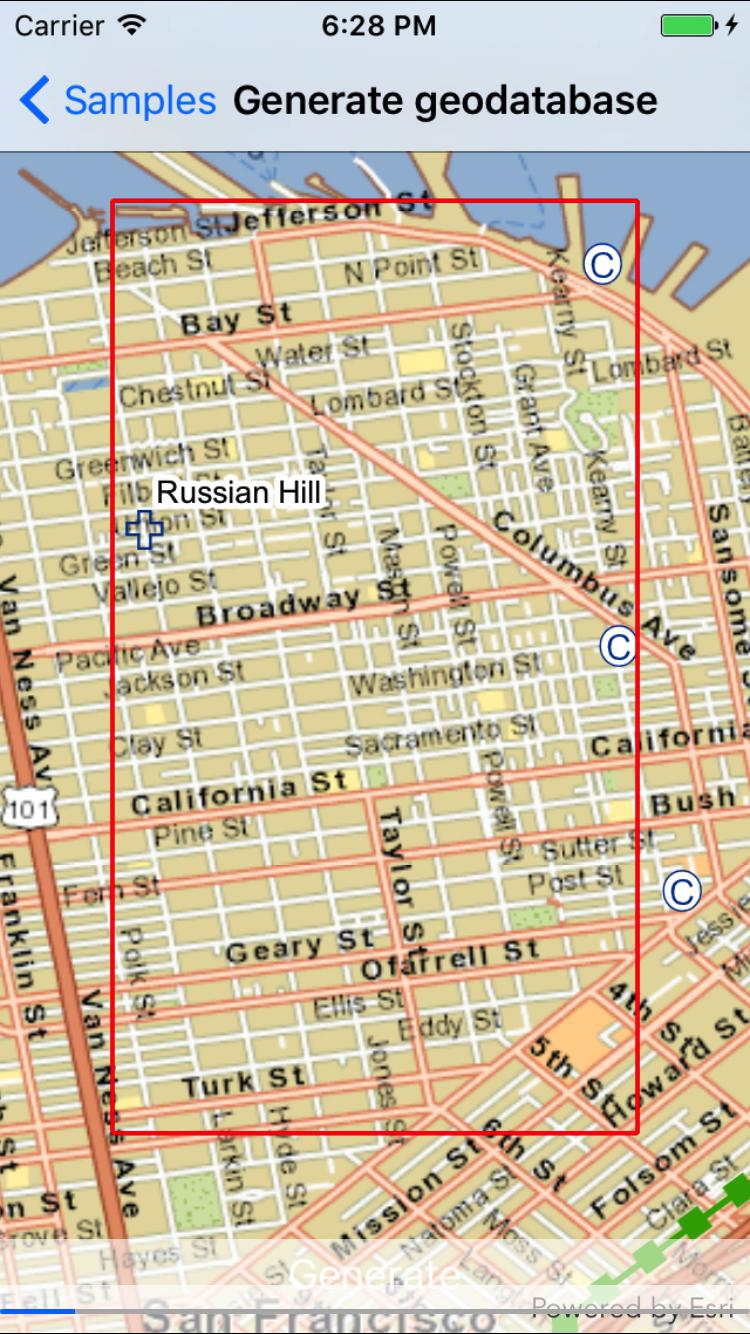 Carrier 6:28 PM
Samples Generate geodatabase
Jefferson St
Jefferson St
Beach St
N Point St
Kearny St
C
Bay St
Water St
Stockton St
Lombard St
Chestnut St
Lombard St
Grant Ave
Greenwich St
Kearny St
Russian Hill
Columbus Ave
Green St
Powell St
Sansome
Vallejo St
Broadway St
Van Ness Av
Pacific Ave
C
Jackson St
Washington St
Clay St
Sacramento St
California
California St
Powell St
101
Bush
Pine St
Taylor St
Sutter St
Post St
C
Fern St
Franklin St
Polk St
Geary St
Ofarrell St
Ellis St
4th St
Eddy St
Howard St
5th St
Jones St
Turk St
Van Ness Ave
Larkin St
Hyde St
6th St
Mission St
Folsom St
Natoma St
Clara St
Moss St
Hayes St
Generate
Powered by Esri
San Francisco